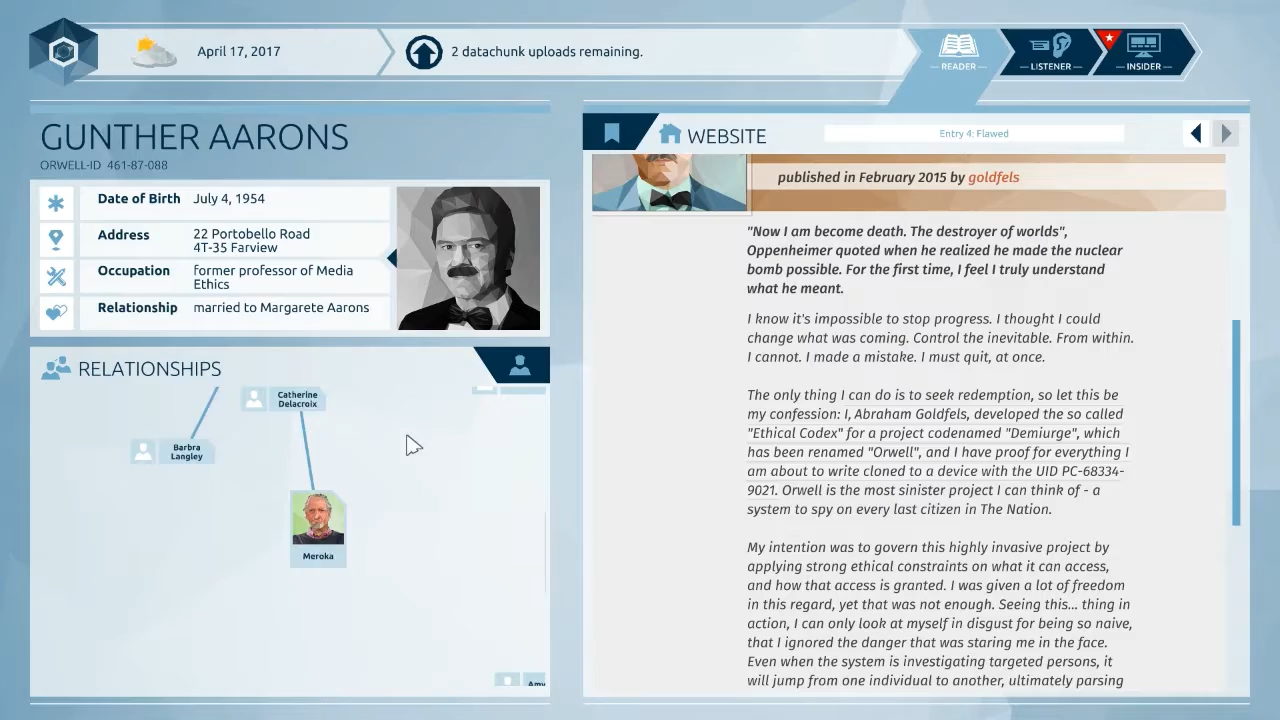 April 17, 2017
2 datachunk uploads remaining.
— READER —
— LISTENER —
— INSIDER —
GUNTHER AARONS
ORWELL-ID 461-87-088
Date of Birth July 4, 1954
Address 22 Portobello Road
4T-35 Farview
Occupation former professor of Media
Ethics
Relationship married to Margarete Aarons
RELATIONSHIPS
Catherine
Delacroix
Barbra
Langley
Meroka
Amy
WEBSITE
Entry 4: Flawed
published in February 2015 by goldfels
"Now I am become death. The destroyer of worlds",
Oppenheimer quoted when he realized he made the nuclear
bomb possible. For the first time, I feel I truly understand
what he meant.
I know it's impossible to stop progress. I thought I could
change what was coming. Control the inevitable. From within.
I cannot. I made a mistake. I must quit, at once.
The only thing I can do is to seek redemption, so let this be
my confession: I, Abraham Goldfels, developed the so called
"Ethical Codex" for a project codenamed "Demiurge", which
has been renamed "Orwell", and I have proof for everything I
am about to write cloned to a device with the UID PC-68334-
9021. Orwell is the most sinister project I can think of - a
system to spy on every last citizen in The Nation.
My intention was to govern this highly invasive project by
applying strong ethical constraints on what it can access,
and how that access is granted. I was given a lot of freedom
in this regard, yet that was not enough. Seeing this... thing in
action, I can only look at myself in disgust for being so naive,
that I ignored the danger that was staring me in the face.
Even when the system is investigating targeted persons, it
will jump from one individual to another, ultimately parsing